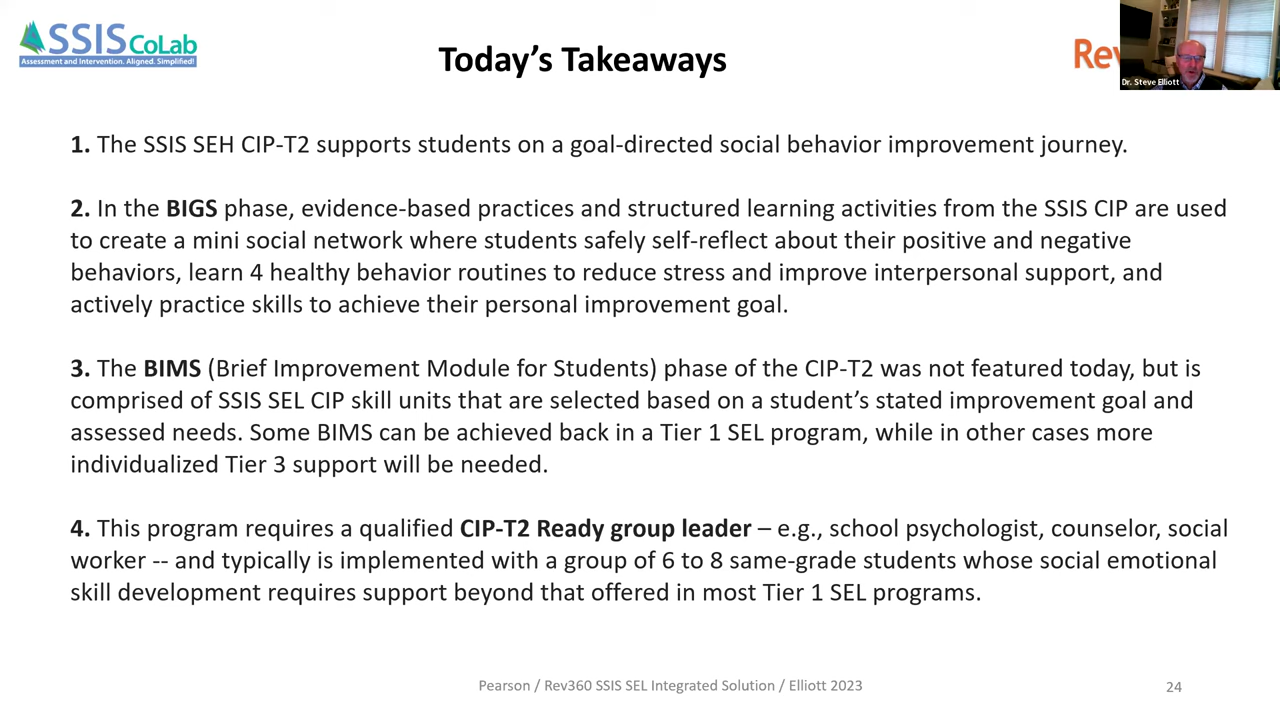 SSIS CoLab
Assessment and Intervention. Aligned. Simplified!
Today's Takeaways
Dr. Steve Elliott
1. The SSIS SEH CIP-T2 supports students on a goal-directed social behavior improvement journey.
2. In the BIGS phase, evidence-based practices and structured learning activities from the SSIS CIP are used
to create a mini social network where students safely self-reflect about their positive and negative
behaviors, learn 4 healthy behavior routines to reduce stress and improve interpersonal support, and
actively practice skills to achieve their personal improvement goal.
3. The BIMS (Brief Improvement Module for Students) phase of the CIP-T2 was not featured today, but is
comprised of SSIS SEL CIP skill units that are selected based on a student's stated improvement goal and
assessed needs. Some BIMS can be achieved back in a Tier 1 SEL program, while in other cases more
individualized Tier 3 support will be needed.
4. This program requires a qualified CIP-T2 Ready group leader – e.g., school psychologist, counselor, social
worker -- and typically is implemented with a group of 6 to 8 same-grade students whose social emotional
skill development requires support beyond that offered in most Tier 1 SEL programs.
Pearson / Rev360 SSIS SEL Integrated Solution / Elliott 2023
24